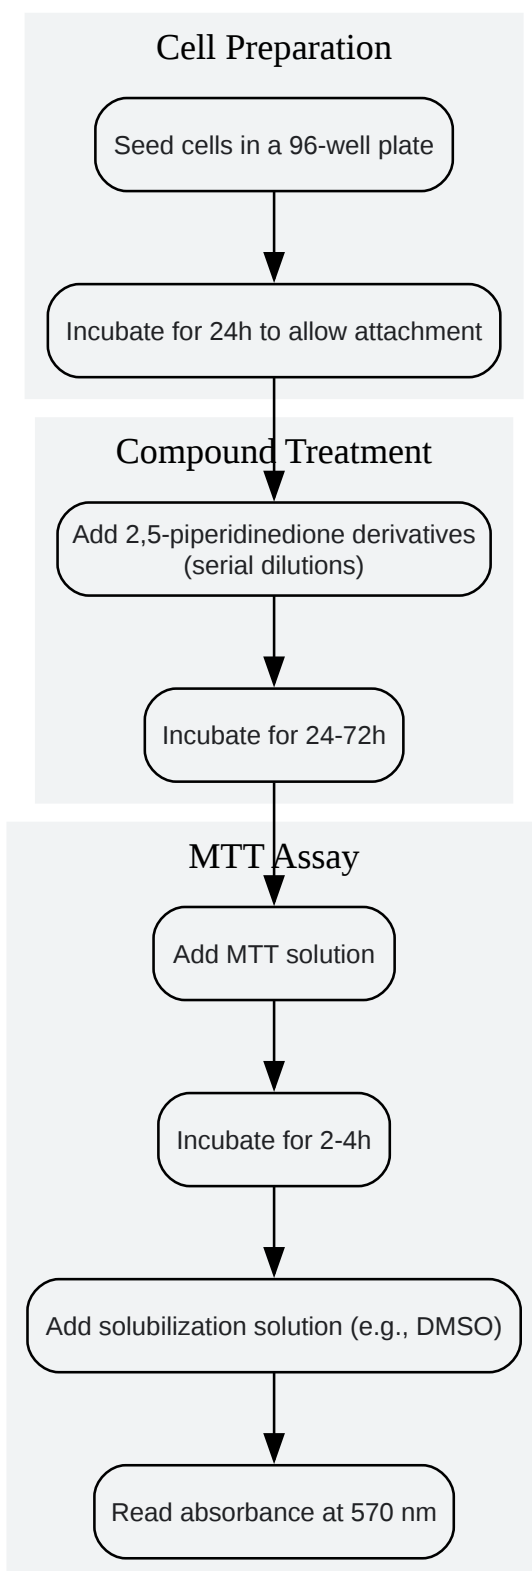 Cell Preparation
Seed cells in a 96-well plate
Incubate for 24h to allow attachment
Compound Treatment
Add 2,5-piperidinedione derivatives
(serial dilutions)
Incubate for 24-72h
MTT Assay
Add MTT solution
Incubate for 2-4h
Add solubilization solution (e.g., DMSO)
Read absorbance at 570 nm